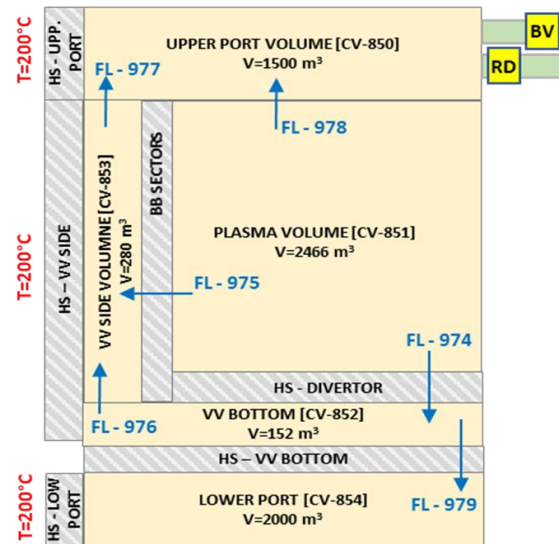 T=200°C
HS - UPP.
PORT
UPPER PORT VOLUME [CV-850]
V=1500 m³
BV
RD
FL - 977
FL - 978
T=200°C
HS – VV SIDE
VV SIDE VOLUMNE [CV-853]
V=280 m³
BB SECTORS
PLASMA VOLUME [CV-851]
V=2466 m³
FL - 975
FL - 974
HS - DIVERTOR
FL - 976
VV BOTTOM [CV-852]
V=152 m³
HS – VV BOTTOM
T=200°C
HS - LOW
PORT
LOWER PORT [CV-854]
V=2000 m³
FL - 979